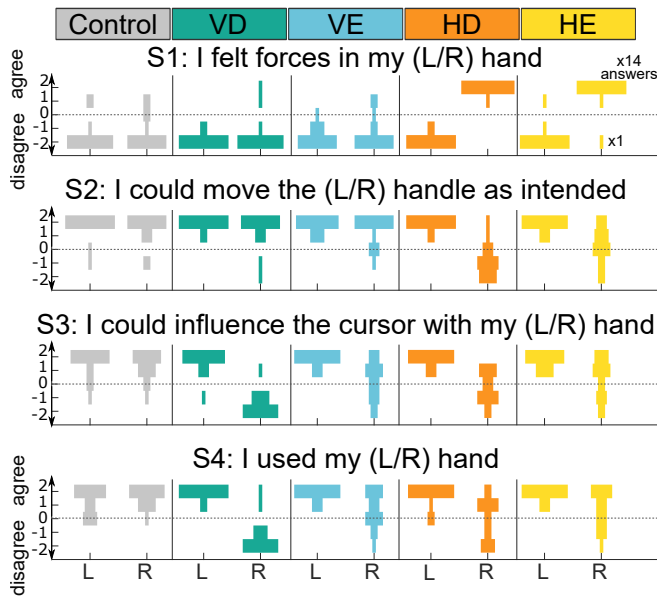 Control VD VE HD HE
S1: I felt forces in my (L/R) hand
x14
answers
disagree agree
2
1
0
-1
-2
x1
S2: I could move the (L/R) handle as intended
2
1
0
-1
-2
S3: I could influence the cursor with my (L/R) hand
2
1
0
-1
-2
S4: I used my (L/R) hand
disagree agree
2
1
0
-1
-2
L R L R L R L R L R